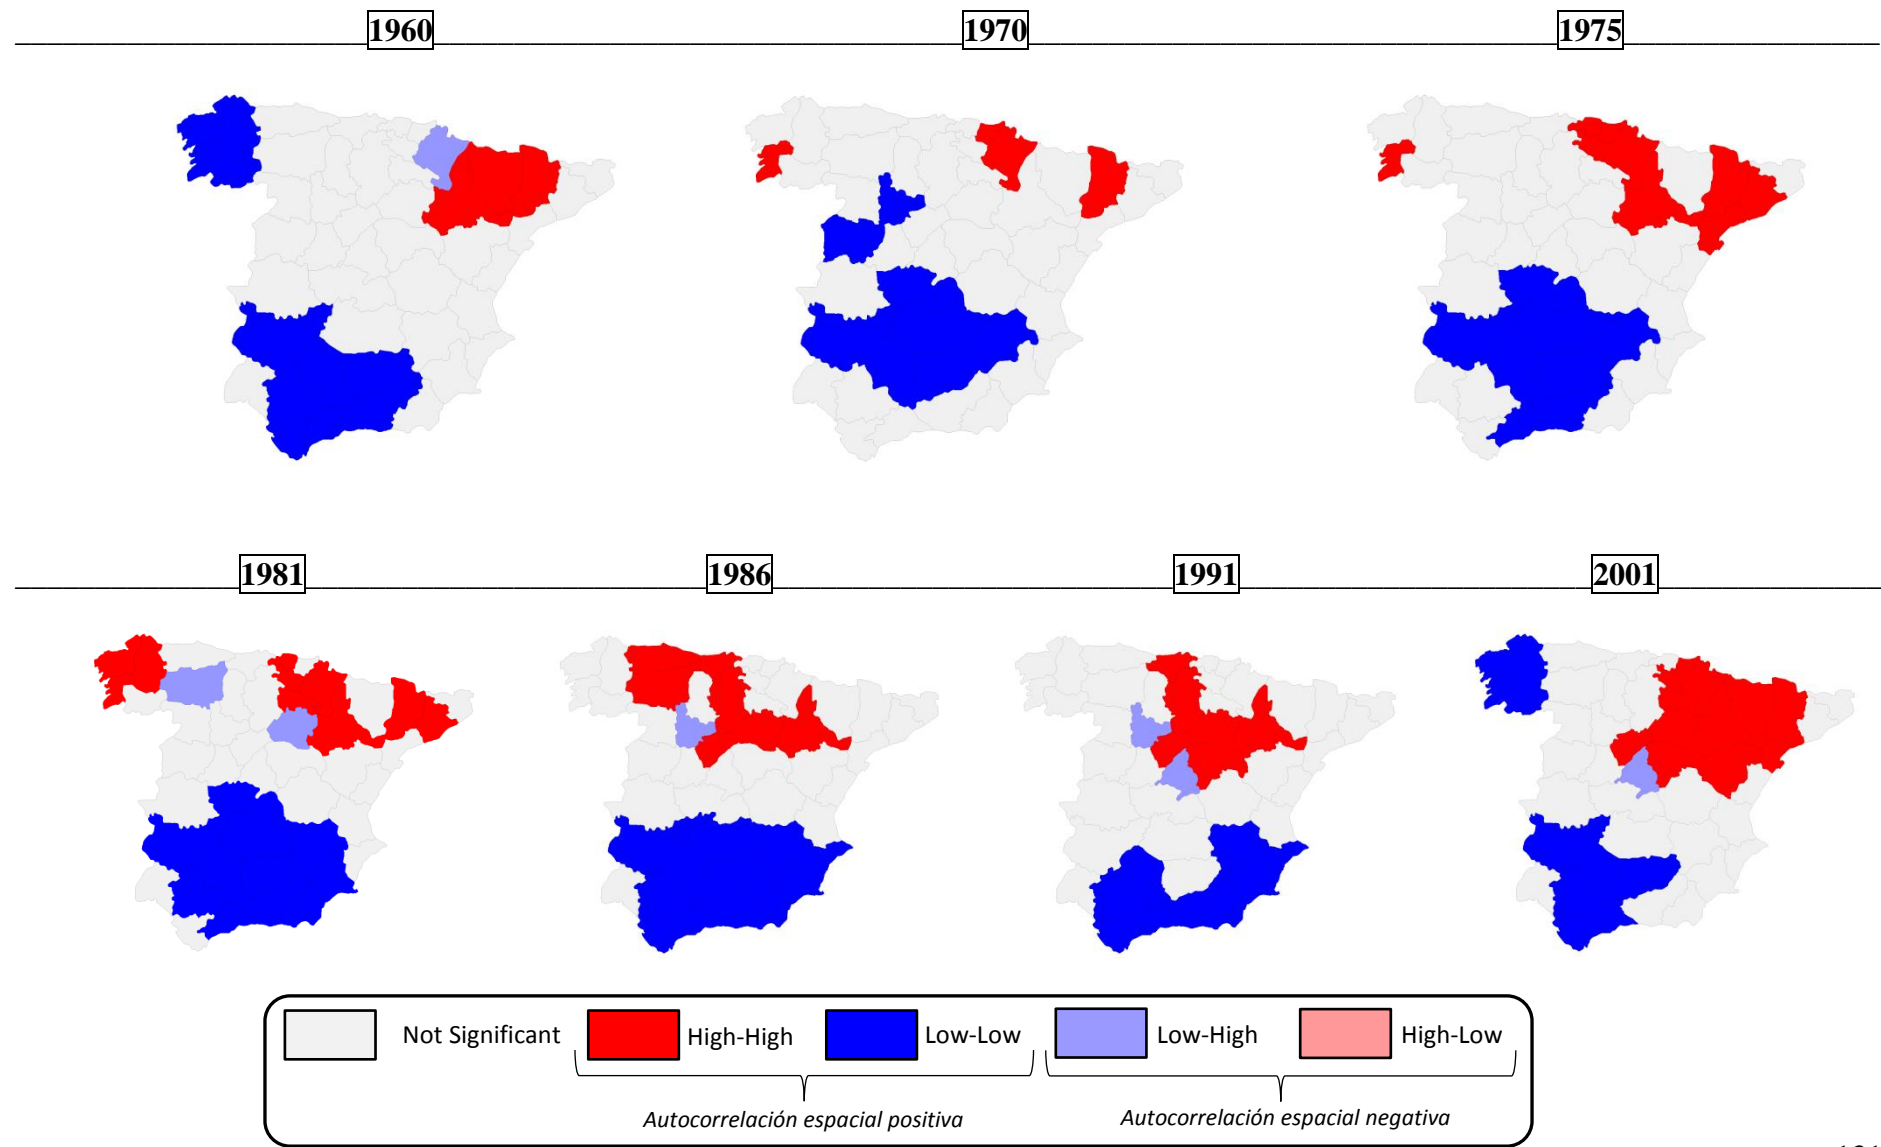 1960 1970 1975
1981 1986 1991 2001
Not Significant High-High Low-Low Low-High High-Low
Autocorrelación espacial positiva Autocorrelación espacial negativa